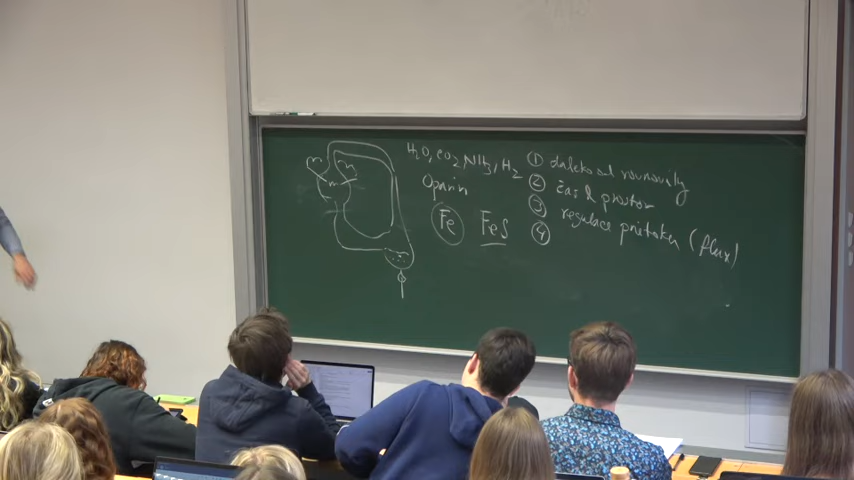 H₂O, CO₂, NH₃, H₂
Oparin
Fe FeS
① daleko od rovnováhy
② čas & prostor
③ regulace průtoku (flux)
④